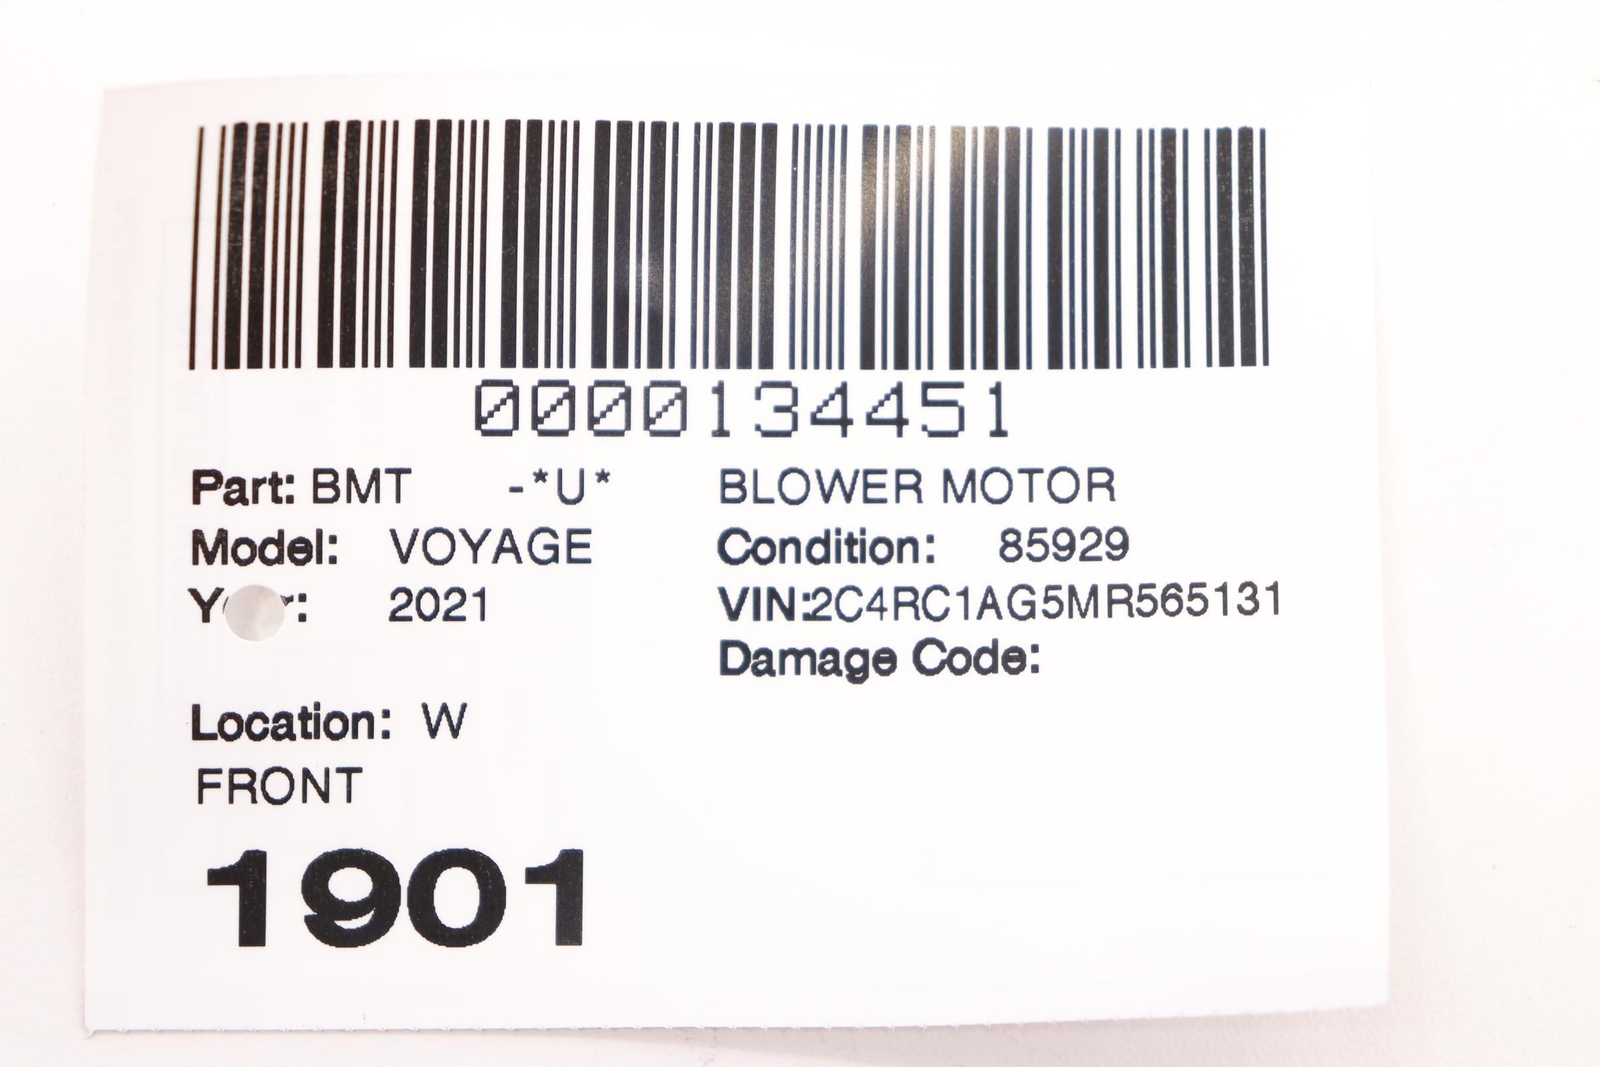 0000134451
Part: BMT -*U* BLOWER MOTOR
Model: VOYAGE Condition: 85929
2021 VIN:2C4RC1AG5MR565131
Damage Code:
Location: W
FRONT
1901